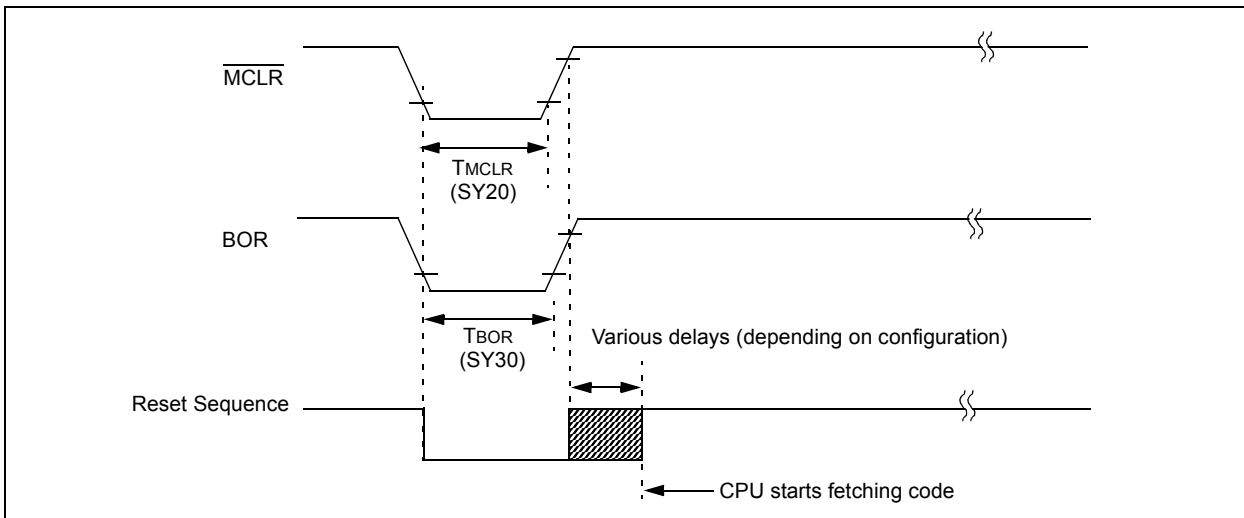 MCLR
TMCLR
(SY20)
BOR
TBOR
(SY30)
Various delays (depending on configuration)
Reset Sequence
CPU starts fetching code